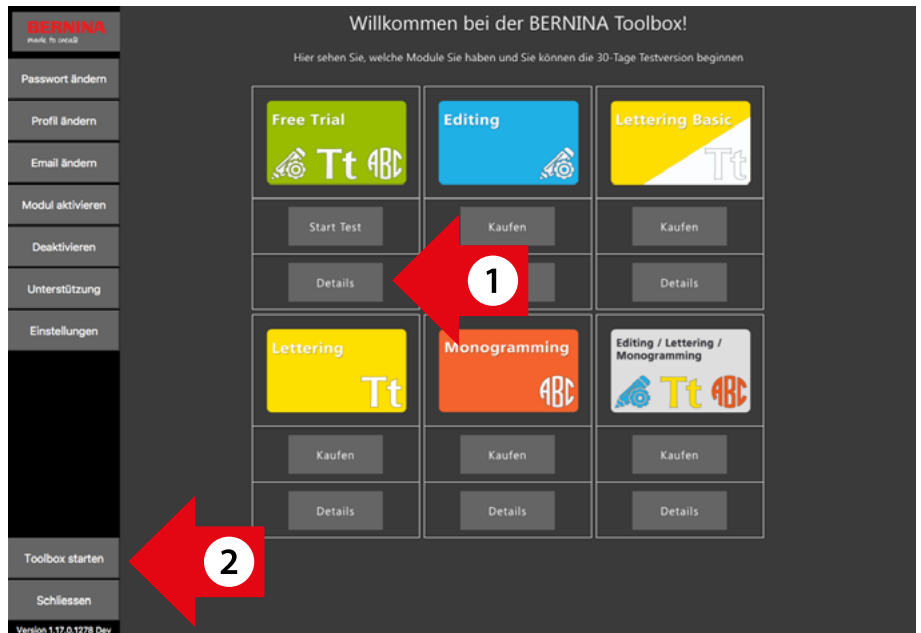 BERNINA
made to create
Passwort ändern
Profil ändern
Email ändern
Modul aktivieren
Deaktivieren
Unterstützung
Einstellungen
Toolbox starten
Schliessen
Version 1.17.0.1278 Dev
Willkommen bei der BERNINA Toolbox!
Hier sehen Sie, welche Module Sie haben und Sie können die 30-Tage Testversion beginnen
Free Trial
Tt ABC
Editing
Lettering Basic
Tt
Start Test
Kaufen
Kaufen
Details
1
Details
Lettering
Tt
Monogramming
ABC
Editing / Lettering /
Monogramming
Tt ABC
Kaufen
Kaufen
Kaufen
Details
Details
Details
2